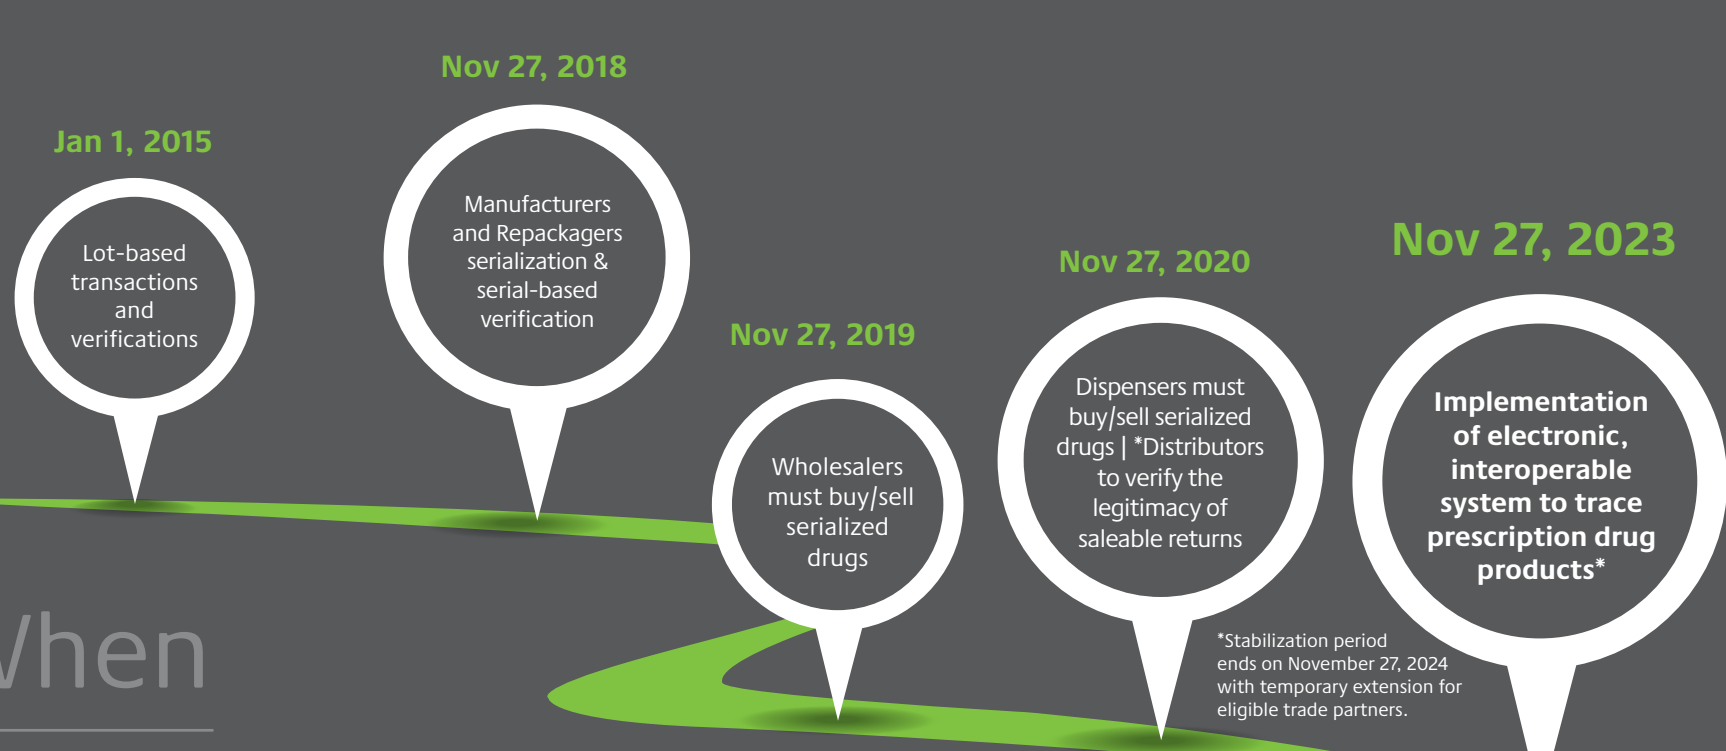 Jan 1, 2015
Lot-based
transactions
and
verifications
Nov 27, 2018
Manufacturers
and Repackagers
serialization &
serial-based
verification
Nov 27, 2019
Wholesalers
must buy/sell
serialized
drugs
Nov 27, 2020
Dispensers must
buy/sell serialized
drugs | *Distributors
to verify the
legitimacy of
saleable returns
Nov 27, 2023
Implementation
of electronic,
interoperable
system to trace
prescription drug
products*
*Stabilization period
ends on November 27, 2024
with temporary extension for
eligible trade partners.
When